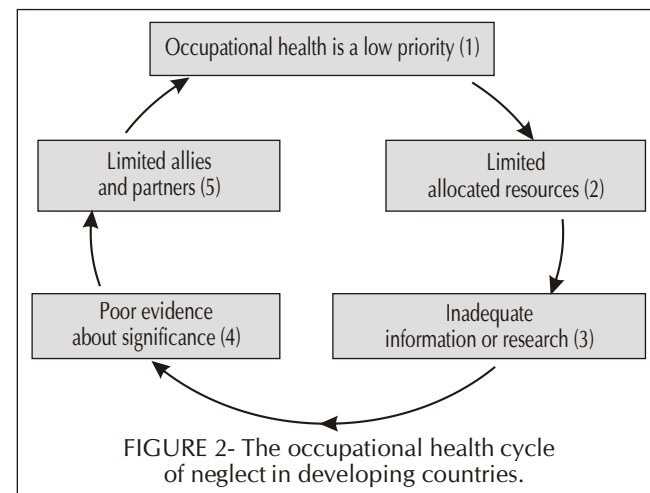 Occupational health is a low priority (1)
Limited
allocated resources (2)
Inadequate
information or research (3)
Poor evidence
about significance (4)
Limited allies
and partners (5)
FIGURE 2- The occupational health cycle
of neglect in developing countries.